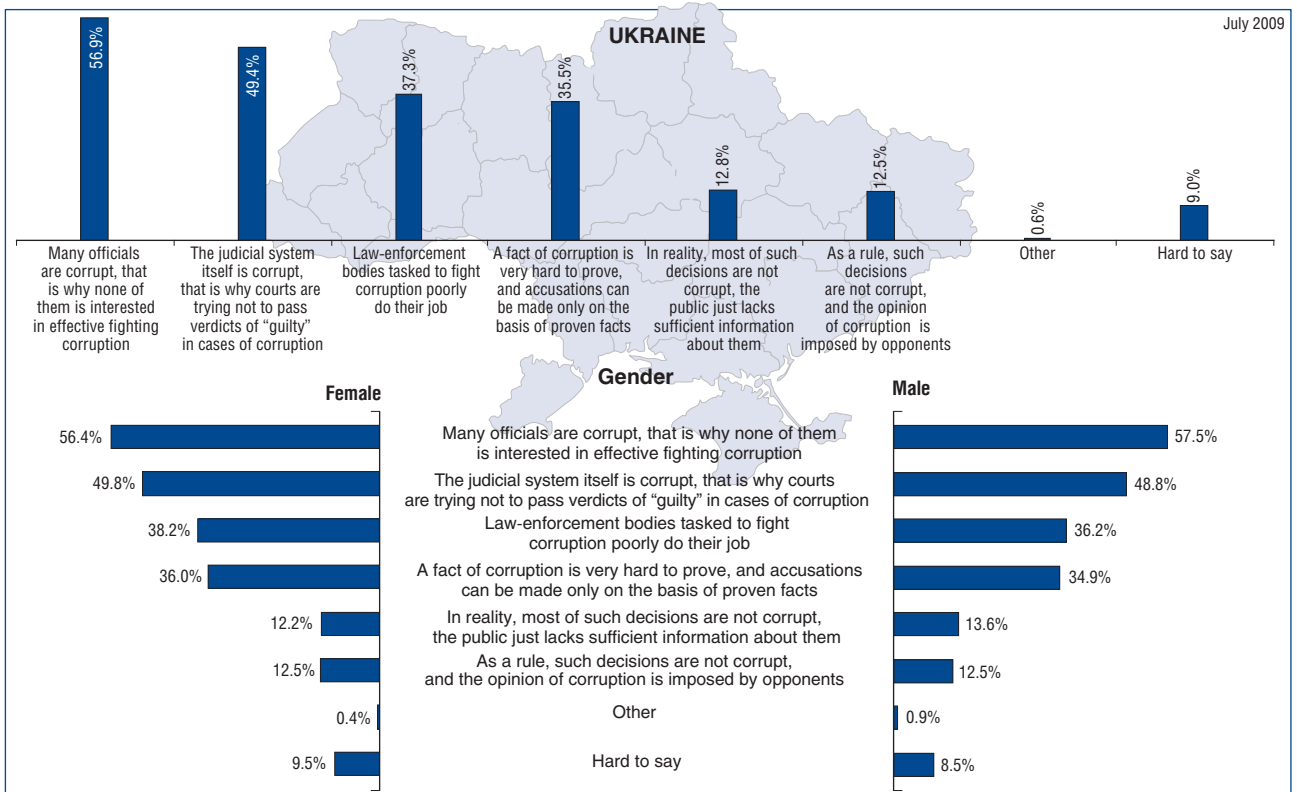 July 2009
UKRAINE
56.9%
49.4%
37.3%
35.5%
12.8%
12.5%
0.6%
9.0%
Many officials
are corrupt, that
is why none of
them is interested
in effective fighting
corruption
The judicial system
itself is corrupt,
that is why courts are
trying not to pass
verdicts of “guilty”
in cases of corruption
Law-enforcement
bodies tasked to fight
corruption poorly
do their job
A fact of corruption is
very hard to prove,
and accusations can
be made only on the
basis of proven facts
In reality, most of such
decisions are not
corrupt, the
public just lacks
sufficient information
about them
As a rule, such
decisions
are not corrupt,
and the opinion
of corruption is
imposed by opponents
Other
Hard to say
Gender
Female
Male
56.4%
Many officials are corrupt, that is why none of them
is interested in effective fighting corruption
57.5%
49.8%
The judicial system itself is corrupt, that is why courts
are trying not to pass verdicts of “guilty” in cases of corruption
48.8%
38.2%
Law-enforcement bodies tasked to fight
corruption poorly do their job
36.2%
36.0%
A fact of corruption is very hard to prove, and accusations
can be made only on the basis of proven facts
34.9%
12.2%
In reality, most of such decisions are not corrupt,
the public just lacks sufficient information about them
13.6%
12.5%
As a rule, such decisions are not corrupt,
and the opinion of corruption is imposed by opponents
12.5%
0.4%
Other
0.9%
9.5%
Hard to say
8.5%